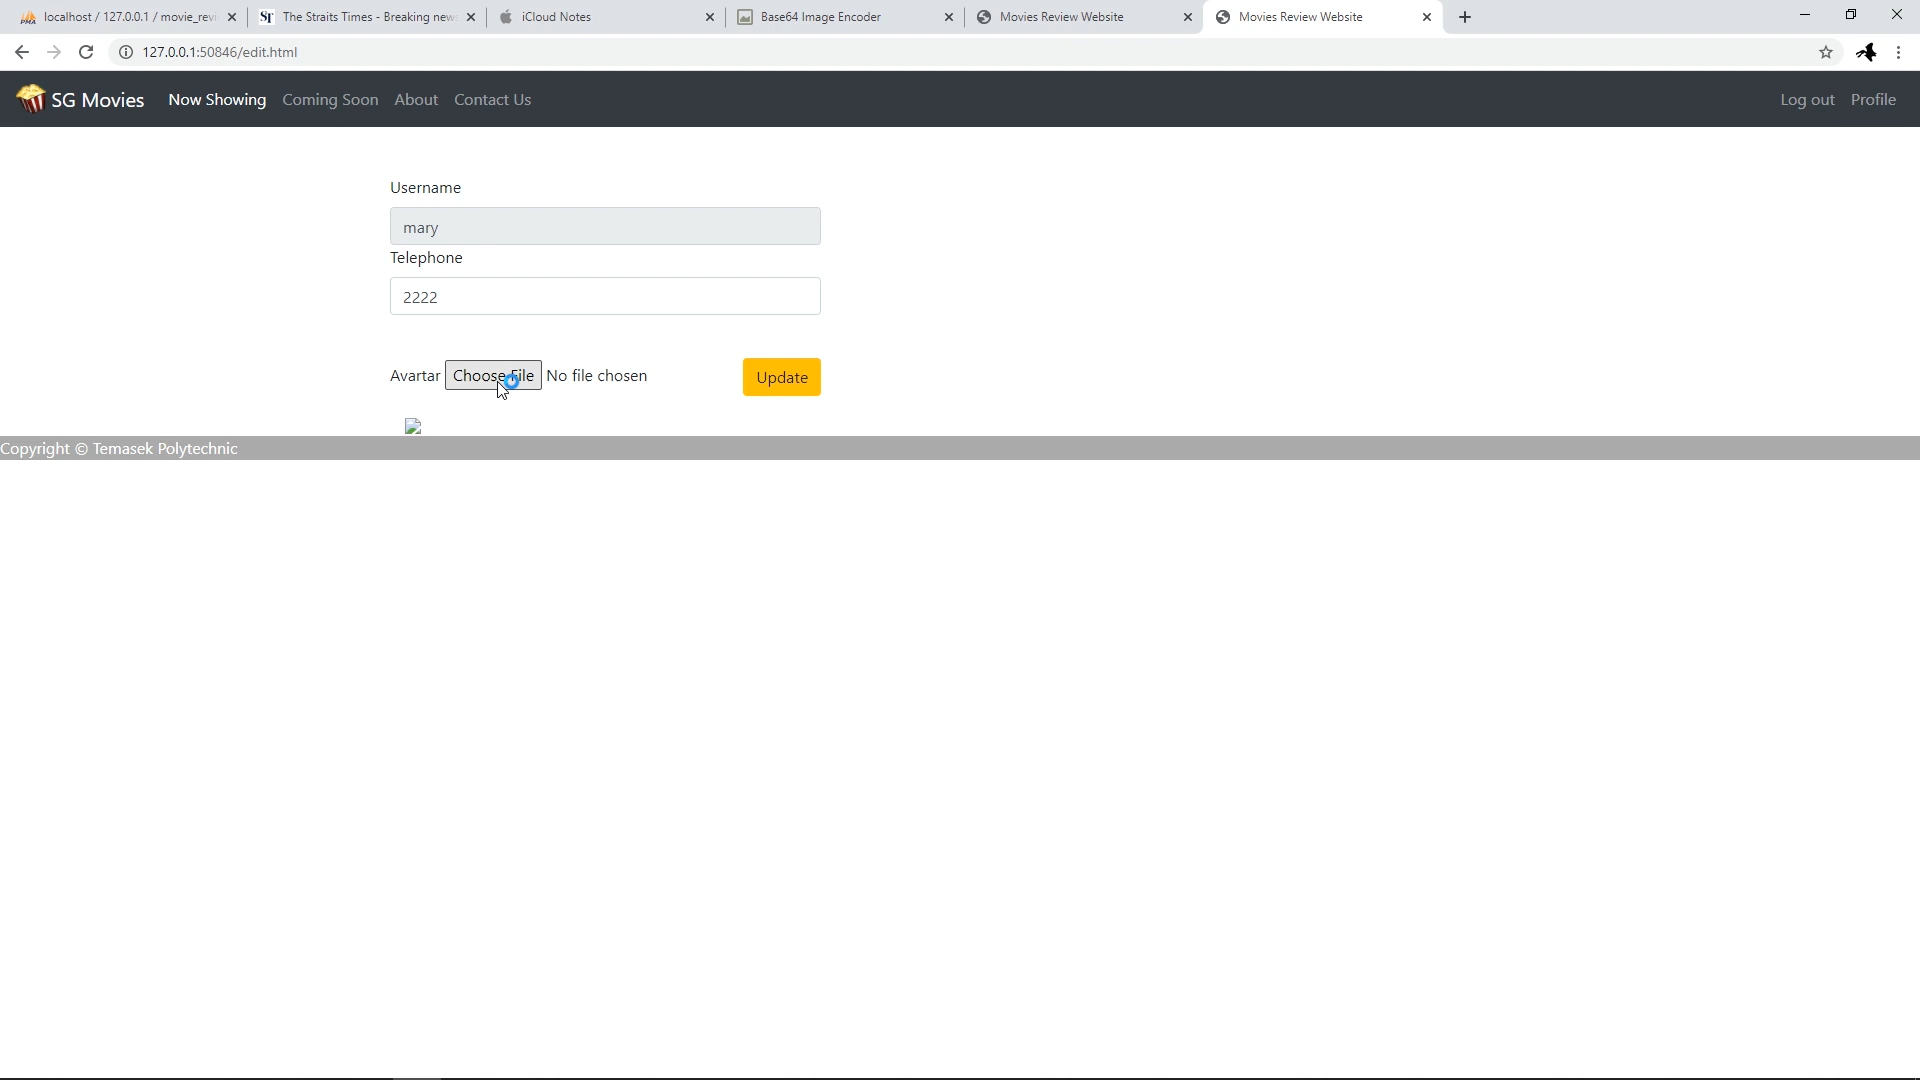 localhost / 127.0.0.1 / movie_revi
The Straits Times - Breaking news
iCloud Notes
Base64 Image Encoder
Movies Review Website
Movies Review Website
127.0.0.1:50846/edit.html
SG Movies
Now Showing
Coming Soon
About
Contact Us
Log out
Profile
Username
mary
Telephone
2222
Avartar
Choose File
No file chosen
Update
Copyright © Temasek Polytechnic